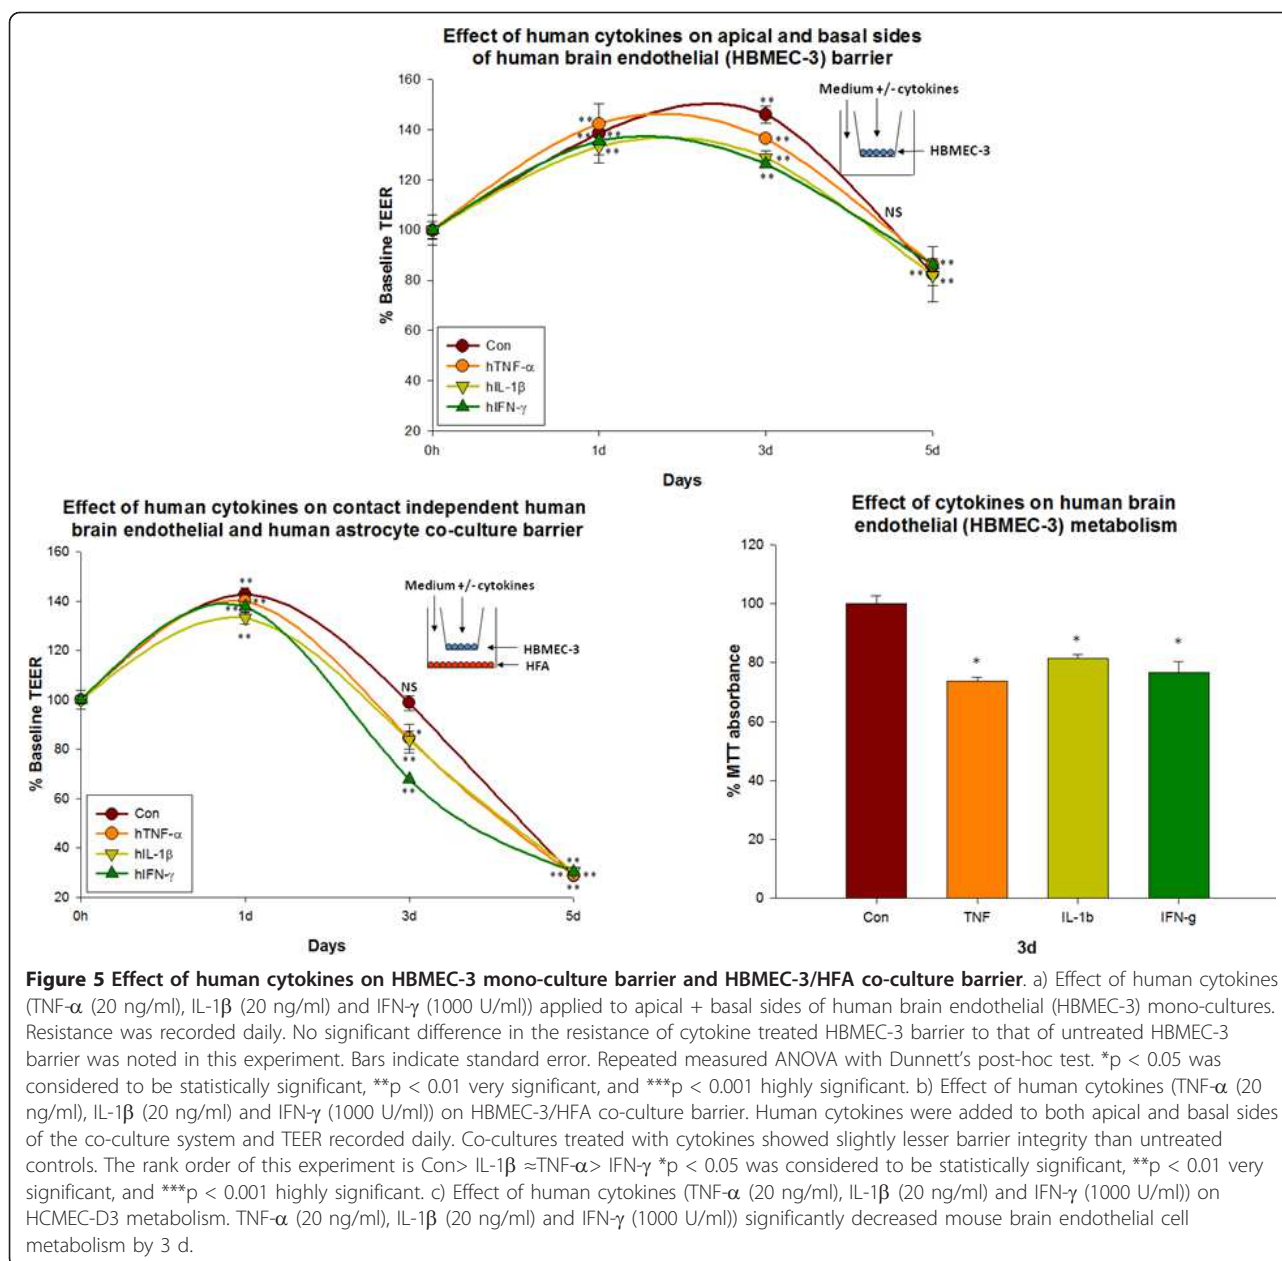 Effect of human cytokines on apical and basal sides
of human brain endothelial (HBMEC-3) barrier
160
140
120
100
80
60
40
20
% Baseline TEER
**
**
**
**
**
**
**
**
**
Medium +/- cytokines
HBMEC-3
NS
**
**
**
Con
hTNF-α
hIL-1β
hIFN-γ
0h 1d 3d 5d
Days
Effect of human cytokines on contact independent human
brain endothelial and human astrocyte co-culture barrier
160
140
120
100
80
60
40
20
% Baseline TEER
**
**
**
**
Medium +/- cytokines
HBMEC-3
HFA
NS
*
**
**
**
**
**
**
Con
hTNF-α
hIL-1β
hIFN-γ
0h 1d 3d 5d
Days
Effect of cytokines on human brain
endothelial (HBMEC-3) metabolism
120
100
80
60
40
20
0
% MTT absorbance
* * *
Con TNF IL-1b IFN-g
3d
Figure 5 Effect of human cytokines on HBMEC-3 mono-culture barrier and HBMEC-3/HFA co-culture barrier. a) Effect of human cytokines
(TNF-α (20 ng/ml), IL-1β (20 ng/ml) and IFN-γ (1000 U/ml)) applied to apical + basal sides of human brain endothelial (HBMEC-3) mono-cultures.
Resistance was recorded daily. No significant difference in the resistance of cytokine treated HBMEC-3 barrier to that of untreated HBMEC-3
barrier was noted in this experiment. Bars indicate standard error. Repeated measured ANOVA with Dunnett's post-hoc test. *p < 0.05 was
considered to be statistically significant, **p < 0.01 very significant, and ***p < 0.001 highly significant. b) Effect of human cytokines (TNF-α (20
ng/ml), IL-1β (20 ng/ml) and IFN-γ (1000 U/ml)) on HBMEC-3/HFA co-culture barrier. Human cytokines were added to both apical and basal sides
of the co-culture system and TEER recorded daily. Co-cultures treated with cytokines showed slightly lesser barrier integrity than untreated
controls. The rank order of this experiment is Con> IL-1β ≈TNF-α> IFN-γ *p < 0.05 was considered to be statistically significant, **p < 0.01 very
significant, and ***p < 0.001 highly significant. c) Effect of human cytokines (TNF-α (20 ng/ml), IL-1β (20 ng/ml) and IFN-γ (1000 U/ml)) on
HCMEC-D3 metabolism. TNF-α (20 ng/ml), IL-1β (20 ng/ml) and IFN-γ (1000 U/ml)) significantly decreased mouse brain endothelial cell
metabolism by 3 d.